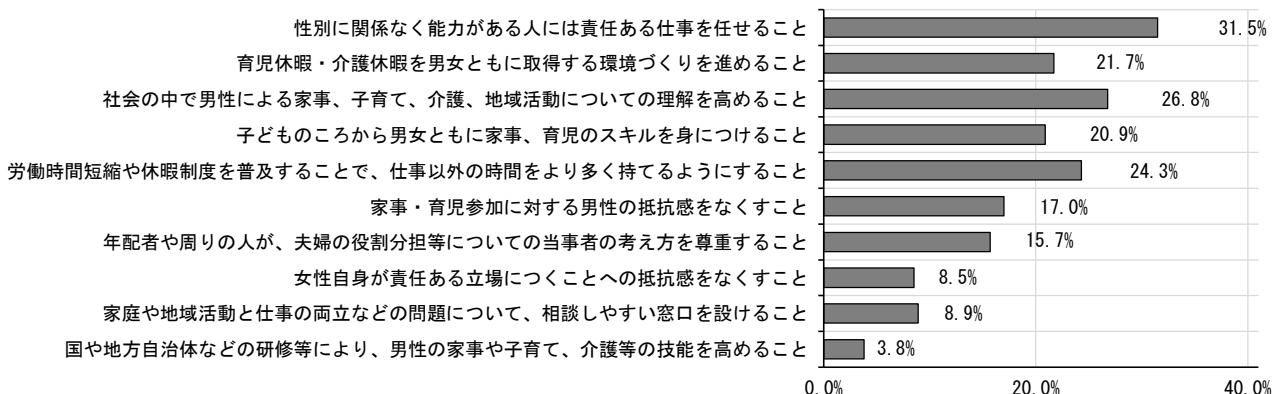 性別に関係なく能力がある人には責任ある仕事を任せること 31.5%
育児休暇・介護休暇を男女ともに取得する環境づくりを進めること 21.7%
社会の中で男性による家事、子育て、介護、地域活動についての理解を高めること 26.8%
子どものころから男女ともに家事、育児のスキルを身につけること 20.9%
労働時間短縮や休暇制度を普及することで、仕事以外の時間をより多く持てるようにすること 24.3%
家事・育児参加に対する男性の抵抗感をなくすこと 17.0%
年配者や周りの人が、夫婦の役割分担等についての当事者の考え方を尊重すること 15.7%
女性自身が責任ある立場につくことへの抵抗感をなくすこと 8.5%
家庭や地域活動と仕事の両立などの問題について、相談しやすい窓口を設けること 8.9%
国や地方自治体などの研修等により、男性の家事や子育て、介護等の技能を高めること 3.8%
0.0% 20.0% 40.0%